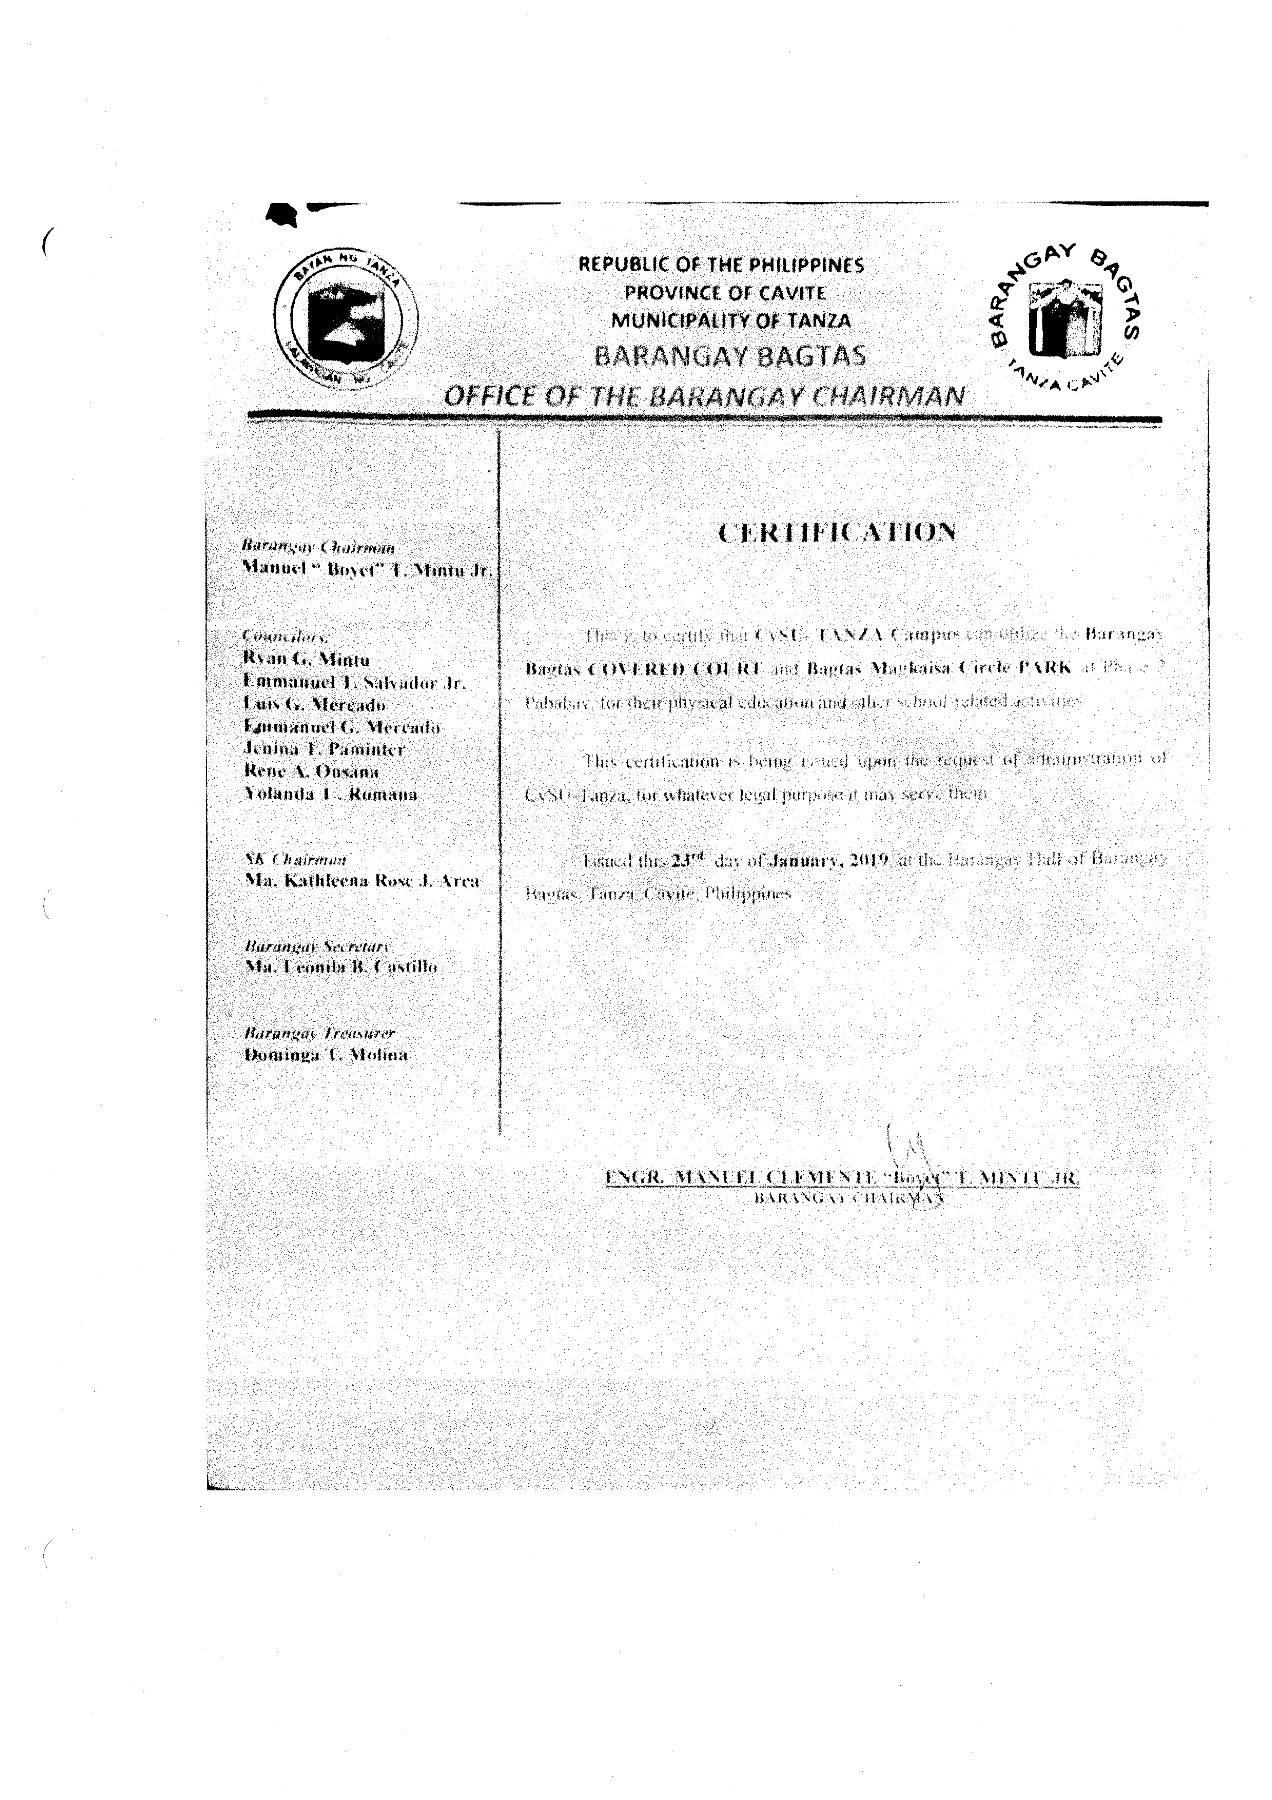 BAYAN NG TANZA
BARANGAY BAGTAS
TANZA CAVITE
REPUBLIC OF THE PHILIPPINES
PROVINCE OF CAVITE
MUNICIPALITY OF TANZA
BARANGAY BAGTAS
OFFICE OF THE BARANGAY CHAIRMAN
Barangay Chairman
Manuel “ Boyet” T. Mintu Jr.
Councilors:
Ryan G. Mintu
Emmanuel T. Salvador Jr.
Luis G. Mercado
Emmanuel G. Mercado
Jenina T. Paminter
Rene A. Onsana
Yolanda L. Romana
SK Chairman
Ma. Kathleena Rose J. Arca
Barangay Secretary
Ma. Leonila B. Castillo
Barangay Treasurer
Dominga T. Molina
CERTIFICATION
This is to certify that CvSU- TANZA Campus can utilize the Barangay
Bagtas COVERED COURT and Bagtas Magkaisa Circle PARK at Phase 2
Pabahay, for their physical education and other school related activities
This certification is being issued upon the request of administration of
CvSU-Tanza, for whatever legal purpose it may serve them
Issued this 23rd day of January, 2019 at the Barangay Hall of Barangay
Bagtas, Tanza, Cavite, Philippines
ENGR. MANUEL CLEMENTE “Boyet” T. MINTU JR.
BARANGAY CHAIRMAN